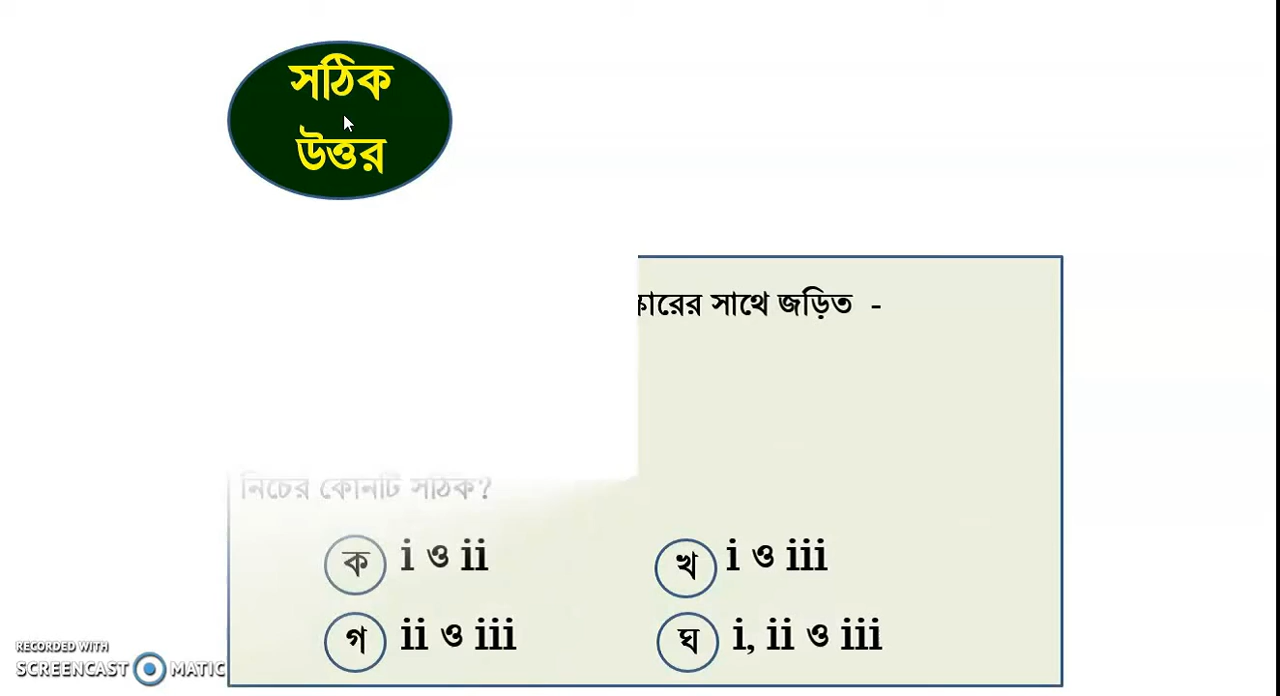 সঠিক
উত্তর
সাথে জড়িত -
নিচের কোনটি সঠিক?
ক i ও ii খ i ও iii
গ ii ও iii ঘ i, ii ও iii
RECORDED WITH
SCREENCAST MATIC